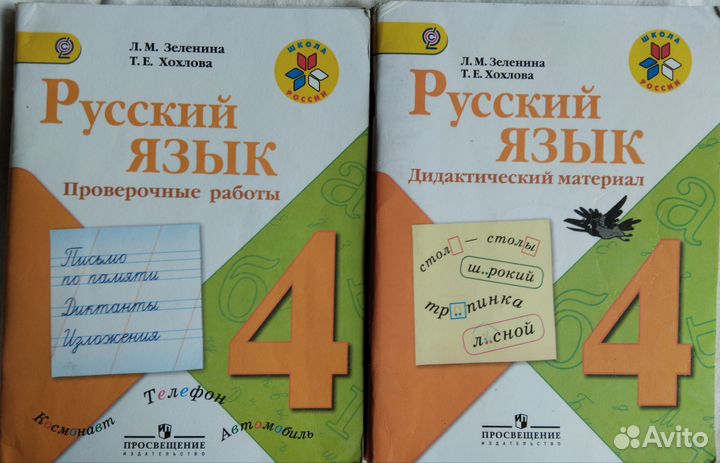 Л. М. Зеленина
Т. Е. Хохлова
ШКОЛА
РОССИИ
Русский
язык
Проверочные работы
Письмо
по памяти
Диктанты
Изложения
4
Космонавт
Телефон
Автомобиль
ПРОСВЕЩЕНИЕ
ИЗДАТЕЛЬСТВО
Л. М. Зеленина
Т. Е. Хохлова
ШКОЛА
РОССИИ
Русский
язык
Дидактический материал
стол – столы
ш..рокий
тр..пинка
л..сной
4
ПРОСВЕЩЕНИЕ
ИЗДАТЕЛЬСТВО
Avito